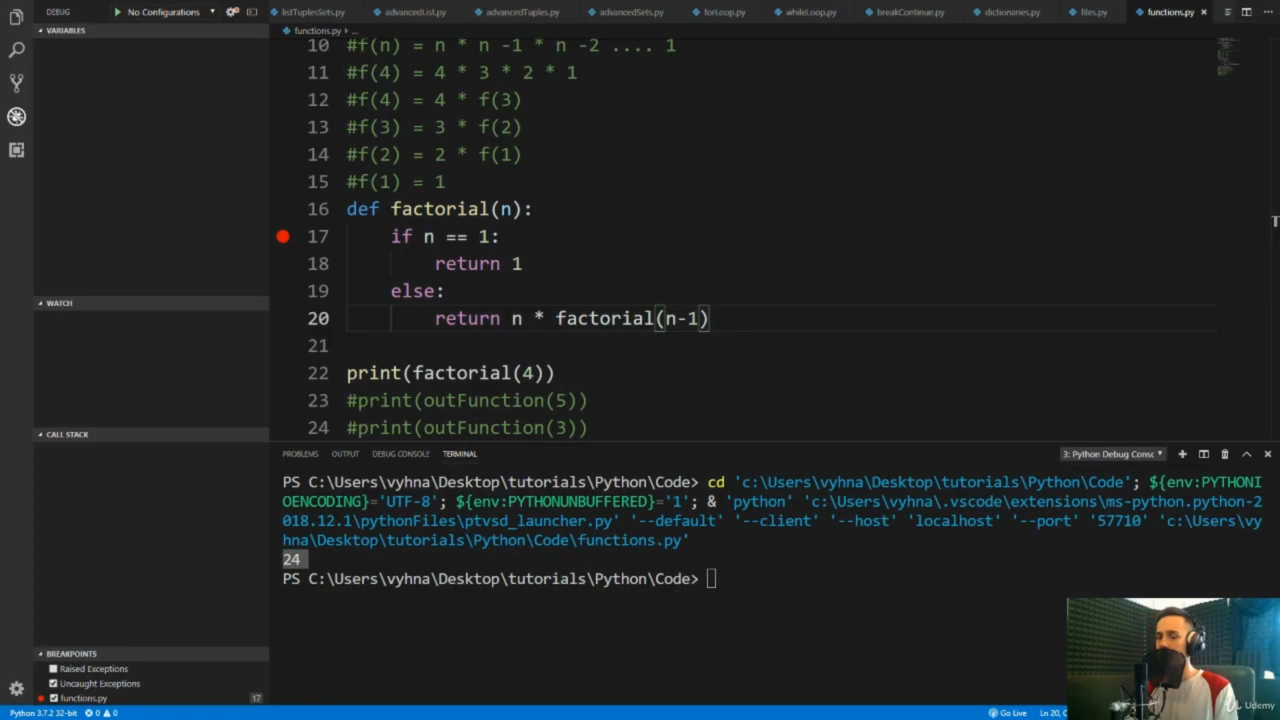 DEBUG
No Configurations
listTuplesSets.py
advancedList.py
advancedTuples.py
advancedSets.py
forLoop.py
whileLoop.py
breakContinue.py
dictionaries.py
files.py
functions.py
VARIABLES
WATCH
CALL STACK
BREAKPOINTS
Raised Exceptions
Uncaught Exceptions
functions.py 17
functions.py ▸ ...
10 #f(n) = n * n -1 * n -2 .... 1
11 #f(4) = 4 * 3 * 2 * 1
12 #f(4) = 4 * f(3)
13 #f(3) = 3 * f(2)
14 #f(2) = 2 * f(1)
15 #f(1) = 1
16 def factorial(n):
17 if n == 1:
18 return 1
19 else:
20 return n * factorial(n-1)
21
22 print(factorial(4))
23 #print(outFunction(5))
24 #print(outFunction(3))
PROBLEMS OUTPUT DEBUG CONSOLE TERMINAL
3: Python Debug Consc
PS C:\Users\vyhna\Desktop\tutorials\Python\Code> cd 'c:\Users\vyhna\Desktop\tutorials\Python\Code'; ${env:PYTHONI
OENCODING}='UTF-8'; ${env:PYTHONUNBUFFERED}='1'; & 'python' 'c:\Users\vyhna\.vscode\extensions\ms-python.python-2
018.12.1\pythonFiles\ptvsd_launcher.py' '--default' '--client' '--host' 'localhost' '--port' '57710' 'c:\Users\vy
hna\Desktop\tutorials\Python\Code\functions.py'
24
PS C:\Users\vyhna\Desktop\tutorials\Python\Code>
Python 3.7.2 32-bit 0 0
Go Live
Ln 20, C
Udemy